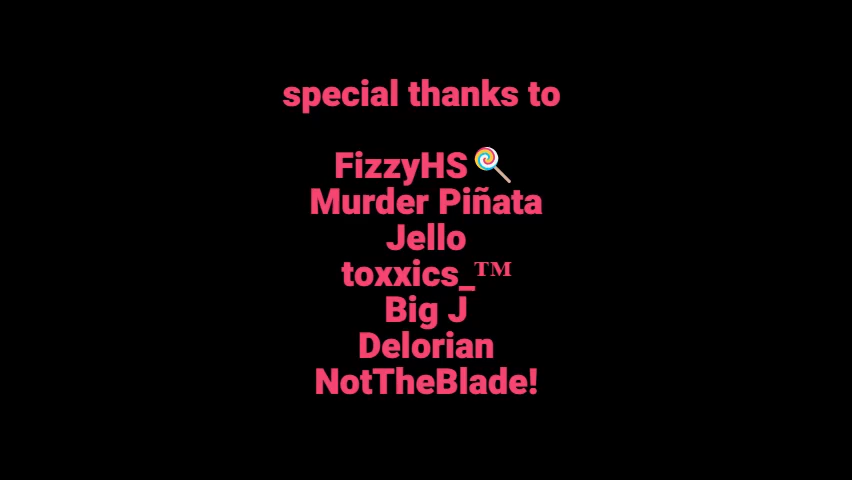 special thanks to
FizzyHS🍭
Murder Piñata
Jello
toxxics_™
Big J
Delorian
NotTheBlade!